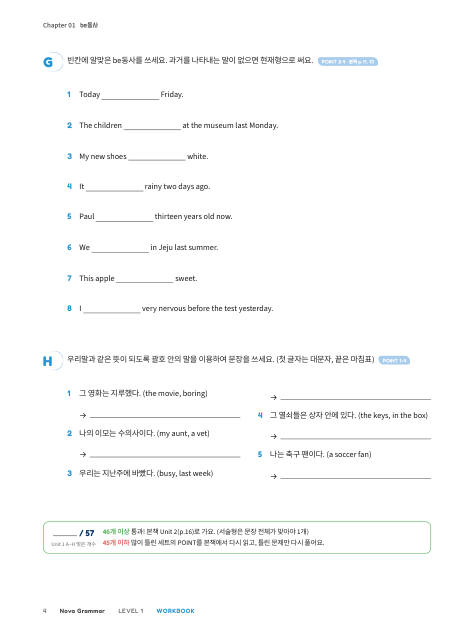 Chapter 01 be동사
G 빈칸에 알맞은 be동사를 쓰세요. 과거를 나타내는 말이 없으면 현재형으로 써요.
1 Today ____________ Friday.
2 The children ____________ at the museum last Monday.
3 My new shoes ____________ white.
4 It ____________ rainy two days ago.
5 Paul ____________ thirteen years old now.
6 We ____________ in Jeju last summer.
7 This apple ____________ sweet.
8 I ____________ very nervous before the test yesterday.
H 우리말과 같은 뜻이 되도록 괄호 안의 말을 이용하여 문장을 쓰세요. (첫 글자는 대문자, 끝은 마침표) POINT 1-4
1 그 영화는 지루했다. (the movie, boring)
→ ____________
2 나의 이모는 수의사이다. (my aunt, a vet)
→ ____________
3 우리는 지난주에 바빴다. (busy, last week)
→ ____________
4 그 열쇠들은 상자 안에 있다. (the keys, in the box)
→ ____________
5 나는 축구 팬이다. (a soccer fan)
→ ____________
____ / 57
Unit 1 A-H 맞은 개수
46개 이상 통과! 본책 Unit 2(p.16)로 가요. (서술형은 문장 전체가 맞아야 1개)
45개 이하 많이 틀린 세트의 POINT를 본책에서 다시 읽고, 틀린 문제만 다시 풀어요.
4 Nova Grammar LEVEL 1 WORKBOOK